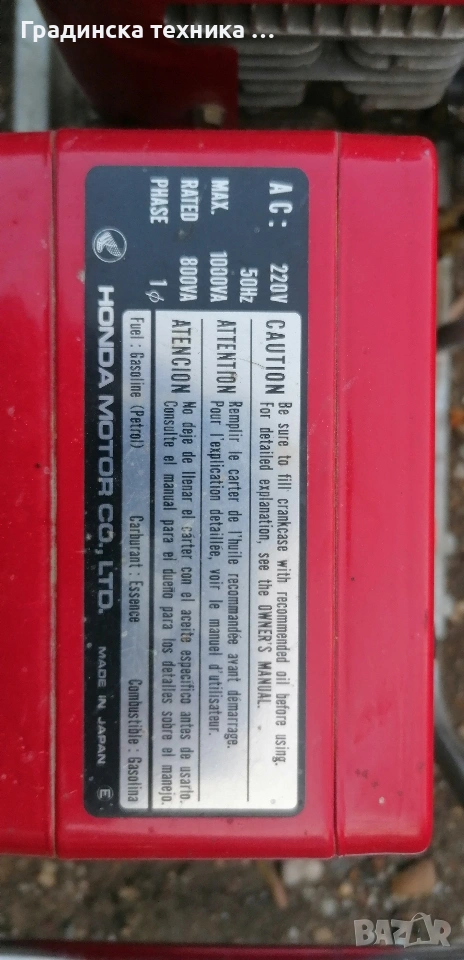 Градинска техника ...
AC: 220V
50Hz
MAX. 1000VA
RATED 800VA
PHASE 1ϕ
CAUTION Be sure to fill crankcase with recommended oil before using.
For detailed explanation, see the OWNER'S MANUAL.
ATTENTION Remplir le carter de l'huile recommandée avant démarrage.
Pour l'explication detaillée, voir le manuel d'utilisateur.
ATENCION No deje de llenar el carter con el aceite especifico antes de usarlo.
Consulte el manual para el dueño para los detalles sobre el manejo.
Fuel: Gasoline (Petrol) Carburant: Essence Combustible: Gasolina
HONDA MOTOR CO., LTD. MADE IN JAPAN E
BAZAR